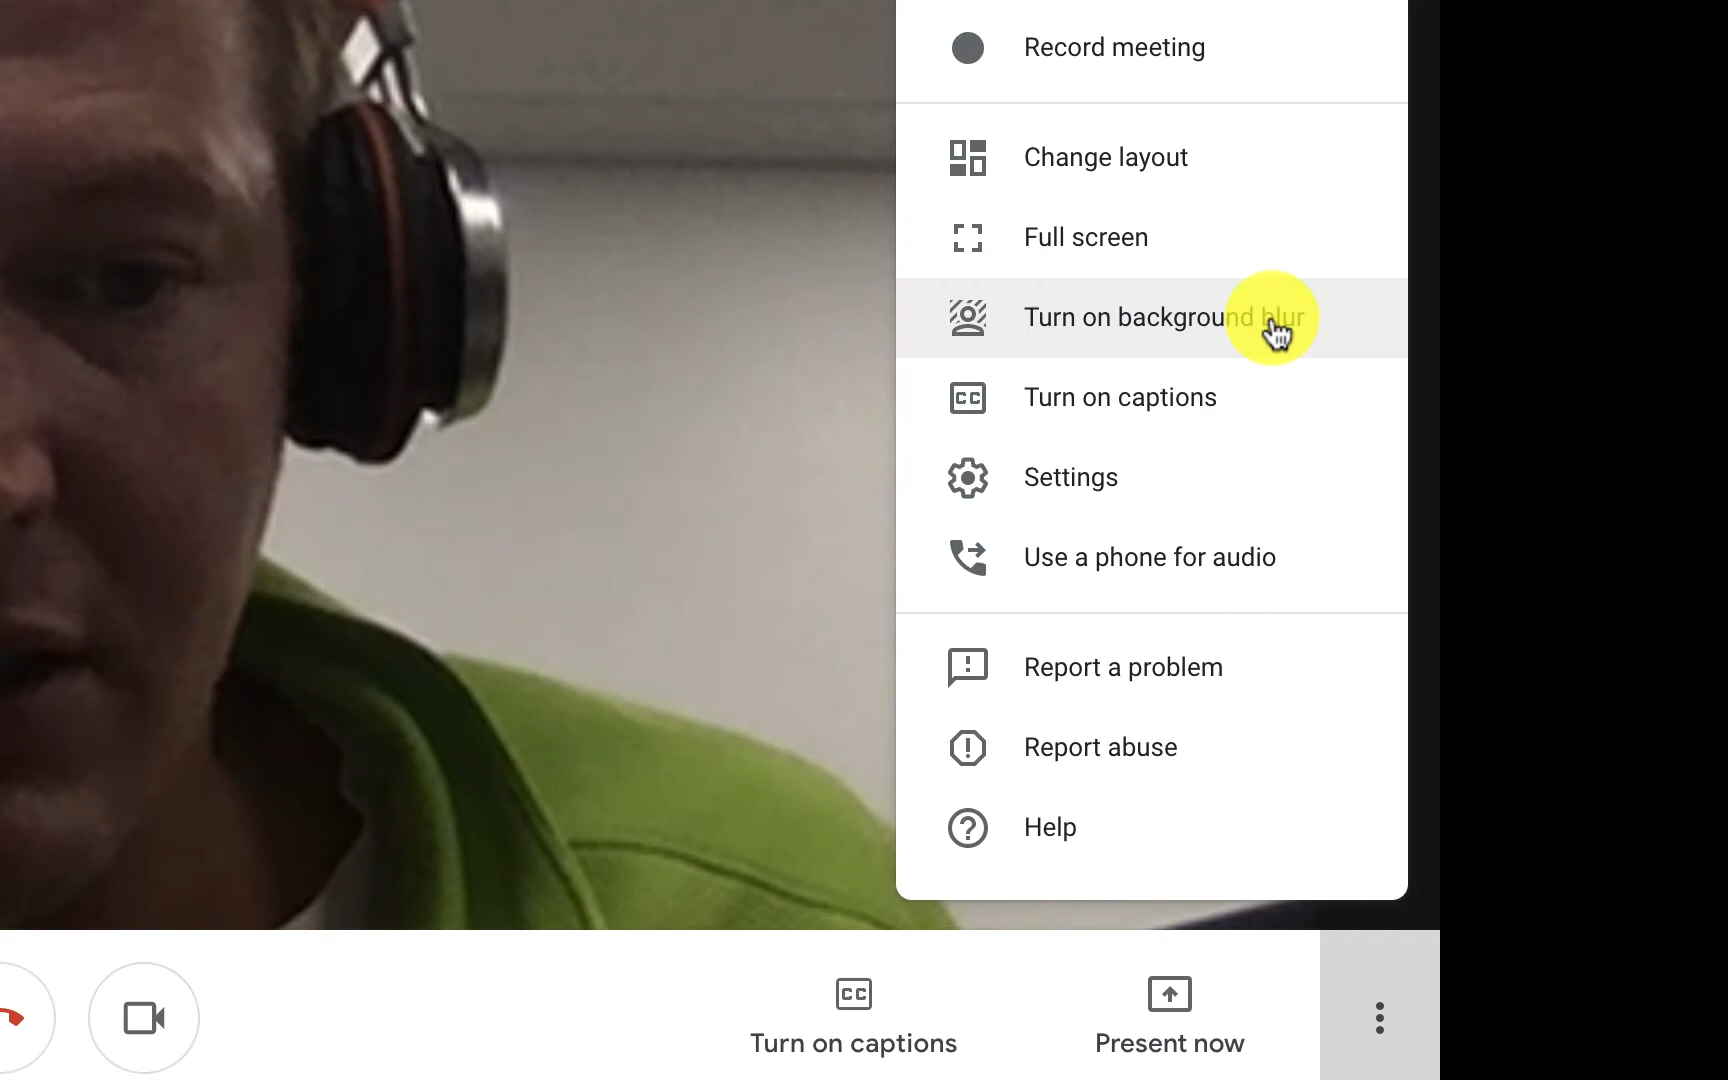 Record meeting
Change layout
Full screen
Turn on background blur
Turn on captions
Settings
Use a phone for audio
Report a problem
Report abuse
Help
Turn on captions
Present now